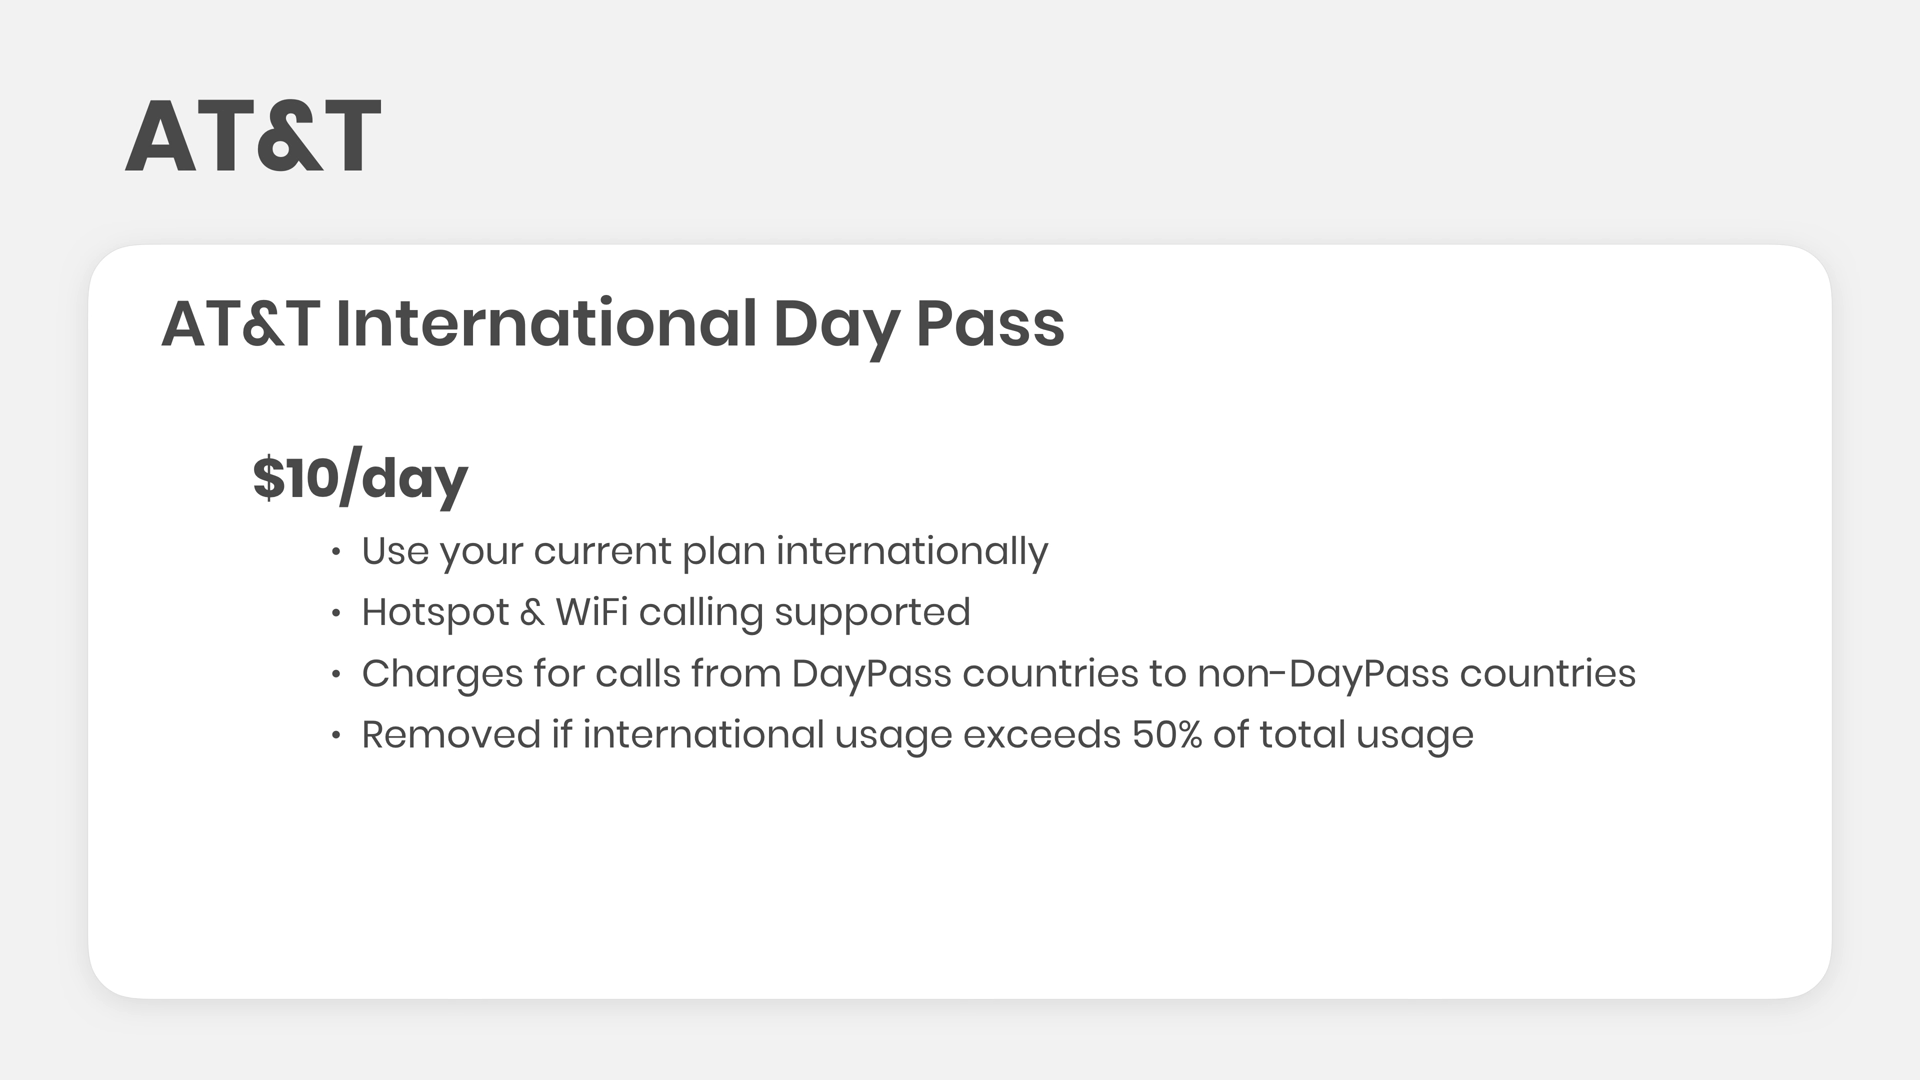 AT&T
AT&T International Day Pass
$10/day
• Use your current plan internationally
• Hotspot & WiFi calling supported
• Charges for calls from DayPass countries to non-DayPass countries
• Removed if international usage exceeds 50% of total usage